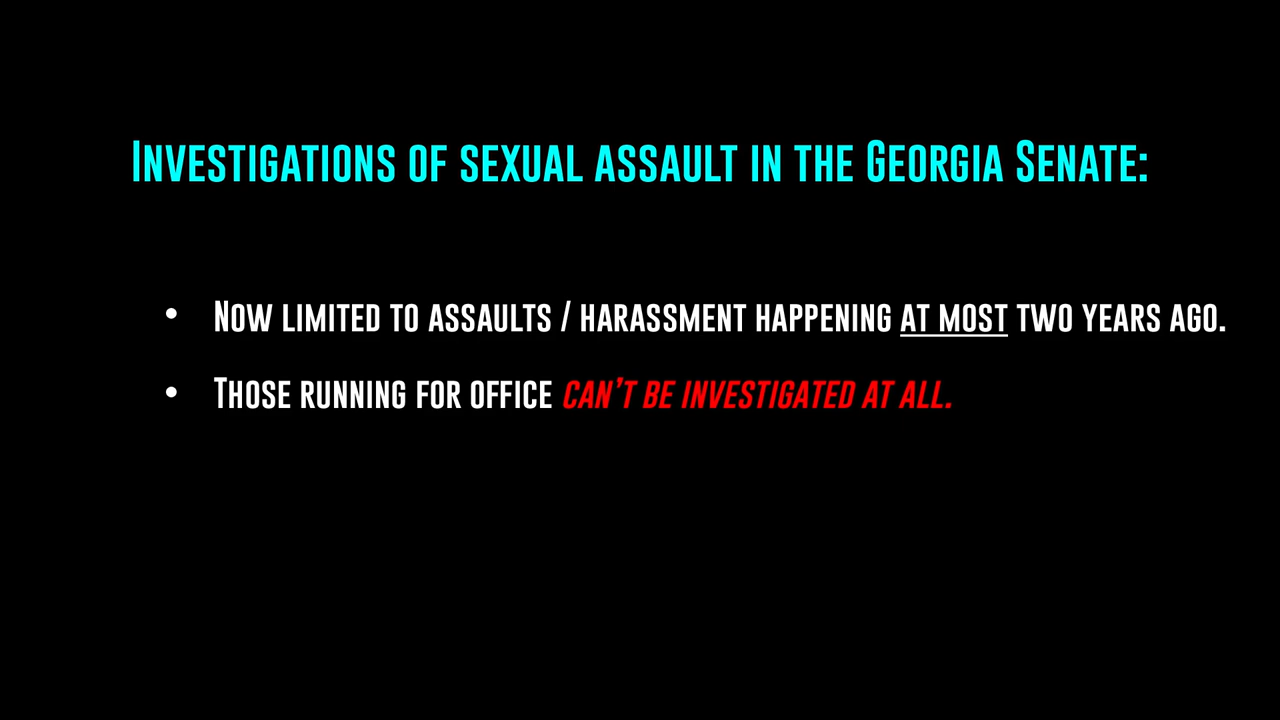 Investigations of sexual assault in the Georgia Senate:
• Now limited to assaults / harassment happening at most two years ago.
• Those running for office can't be investigated at all.